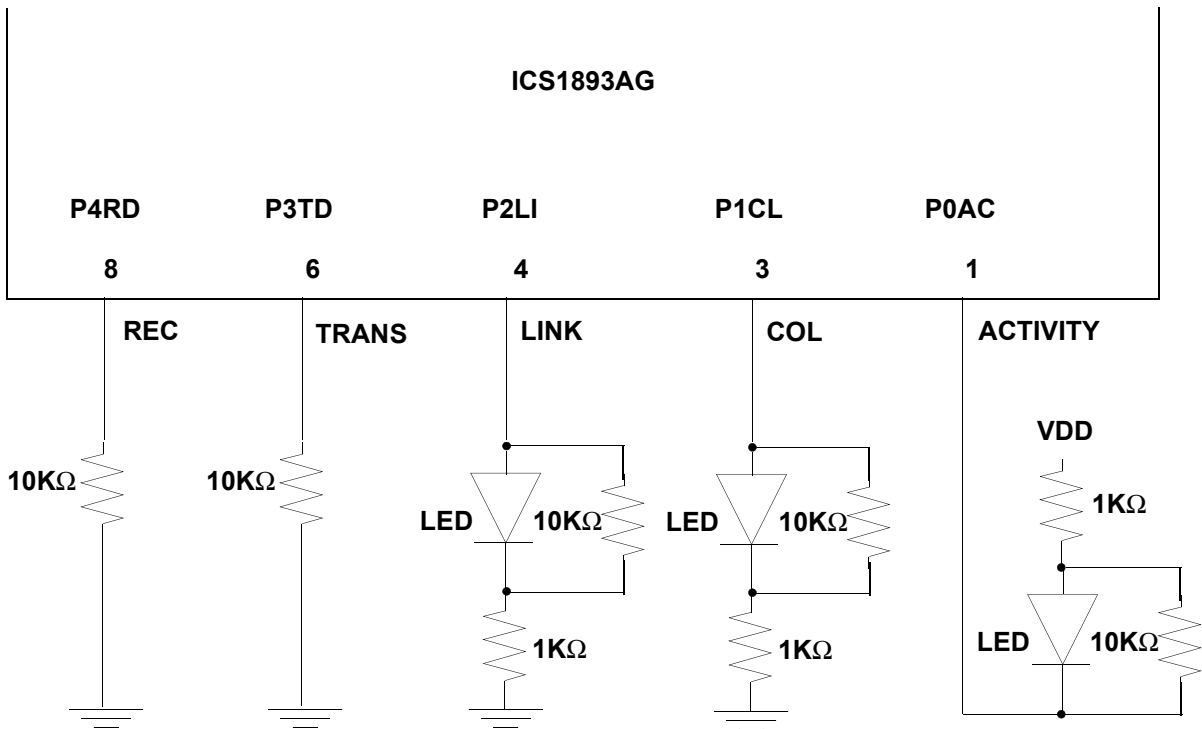 ICS1893AG
P4RD P3TD P2LI P1CL P0AC
8 6 4 3 1
REC TRANS LINK COL ACTIVITY
VDD
10KΩ 10KΩ 1KΩ
LED 10KΩ LED 10KΩ
1KΩ 1KΩ LED 10KΩ